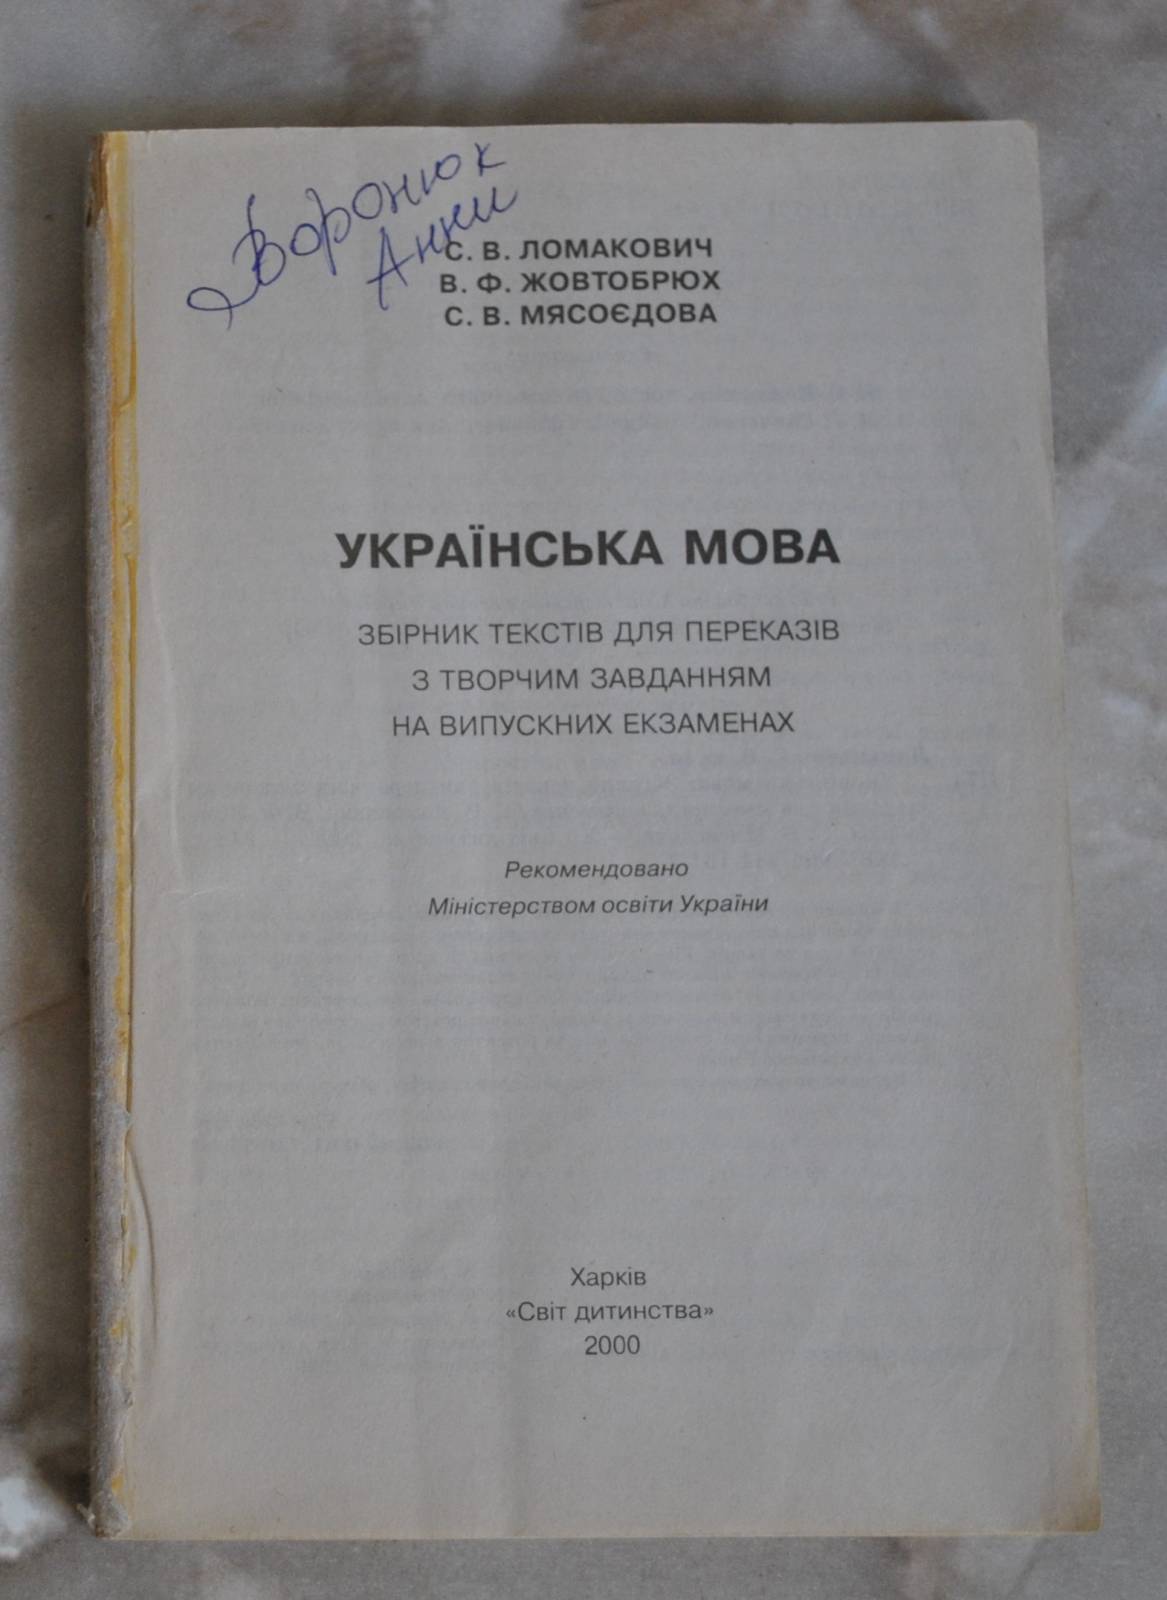 Воронюк
Анни
С. В. ЛОМАКОВИЧ
В. Ф. ЖОВТОБРЮХ
С. В. МЯСОЄДОВА
УКРАЇНСЬКА МОВА
ЗБІРНИК ТЕКСТІВ ДЛЯ ПЕРЕКАЗІВ
З ТВОРЧИМ ЗАВДАННЯМ
НА ВИПУСКНИХ ЕКЗАМЕНАХ
Рекомендовано
Міністерством освіти України
Харків
«Світ дитинства»
2000